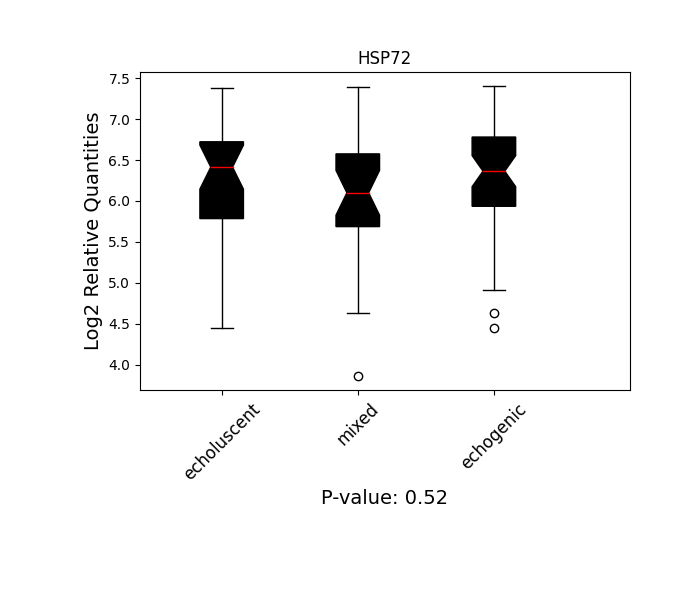 HSP72
Log2 Relative Quantities
7.5
7.0
6.5
6.0
5.5
5.0
4.5
4.0
echoluscent
mixed
echogenic
P-value: 0.52